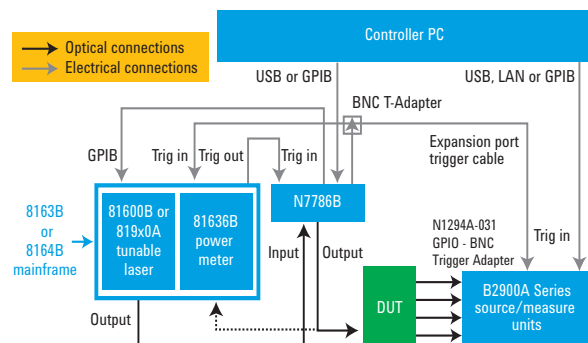 Controller PC
Optical connections
Electrical connections
USB or GPIB
USB, LAN or GPIB
BNC T-Adapter
GPIB
Trig in
Trig out
Trig in
Expansion port
trigger cable
8163B
or
8164B
mainframe
81600B or
819x0A
tunable
laser
81636B
power
meter
N7786B
N1294A-031
GPIO - BNC
Trigger Adapter
Trig in
Input
Output
DUT
B2900A Series
source/measure
units
Output